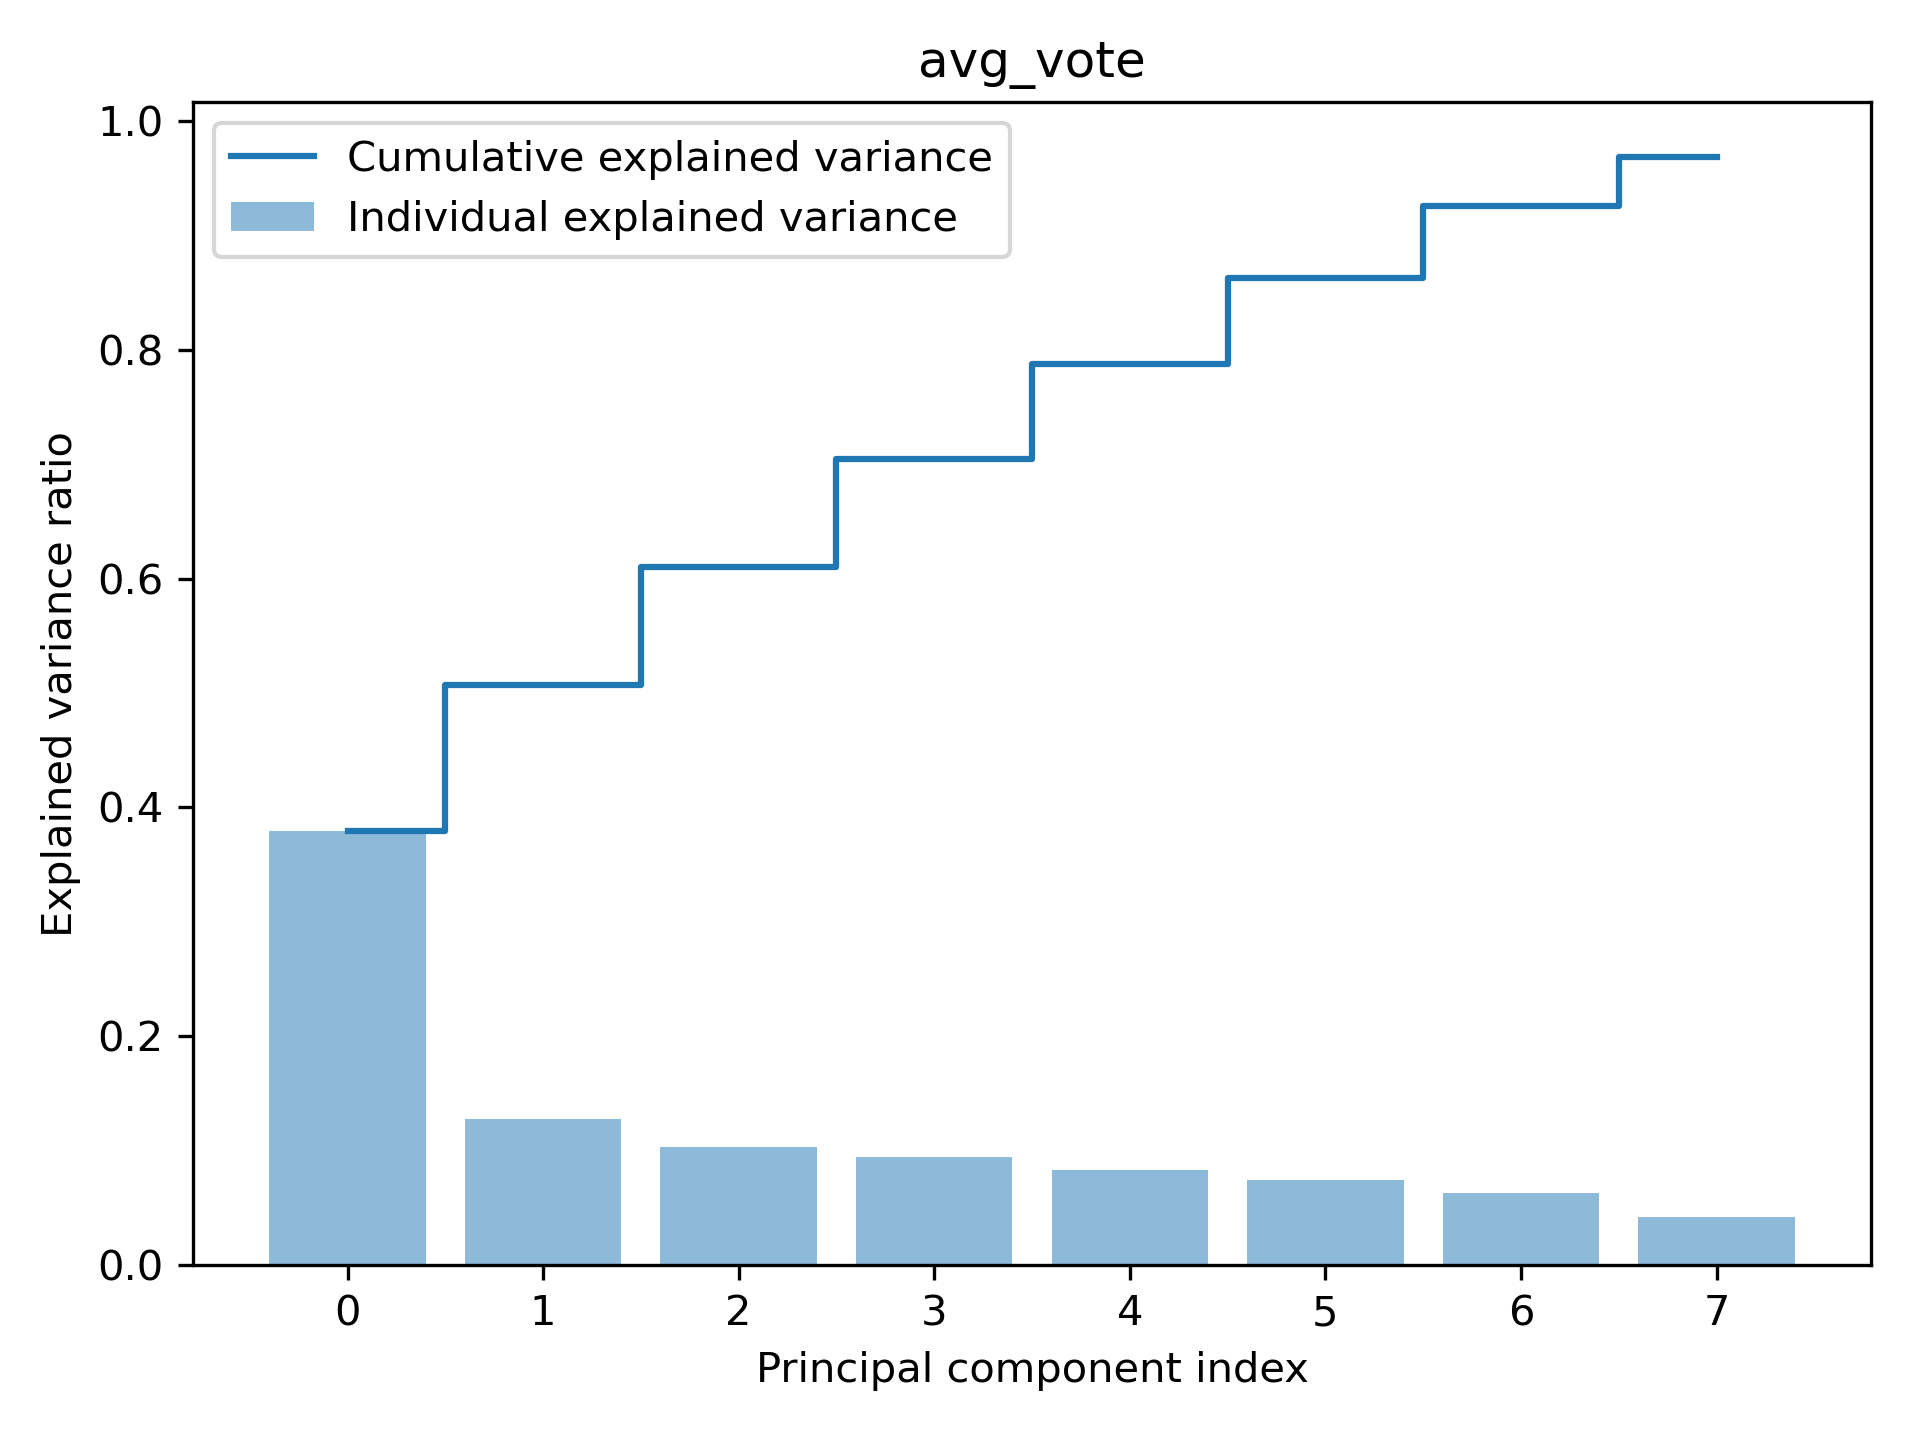 avg_vote
Cumulative explained variance
Individual explained variance
Explained variance ratio
1.0
0.8
0.6
0.4
0.2
0.0
0 1 2 3 4 5 6 7
Principal component index